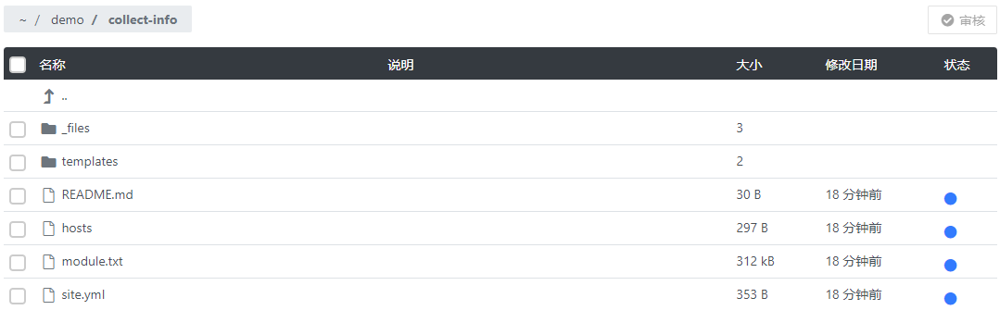 ~ / demo / collect-info
审核
名称 说明 大小 修改日期 状态
..
_files 3
templates 2
README.md 30 B 18 分钟前
hosts 297 B 18 分钟前
module.txt 312 kB 18 分钟前
site.yml 353 B 18 分钟前